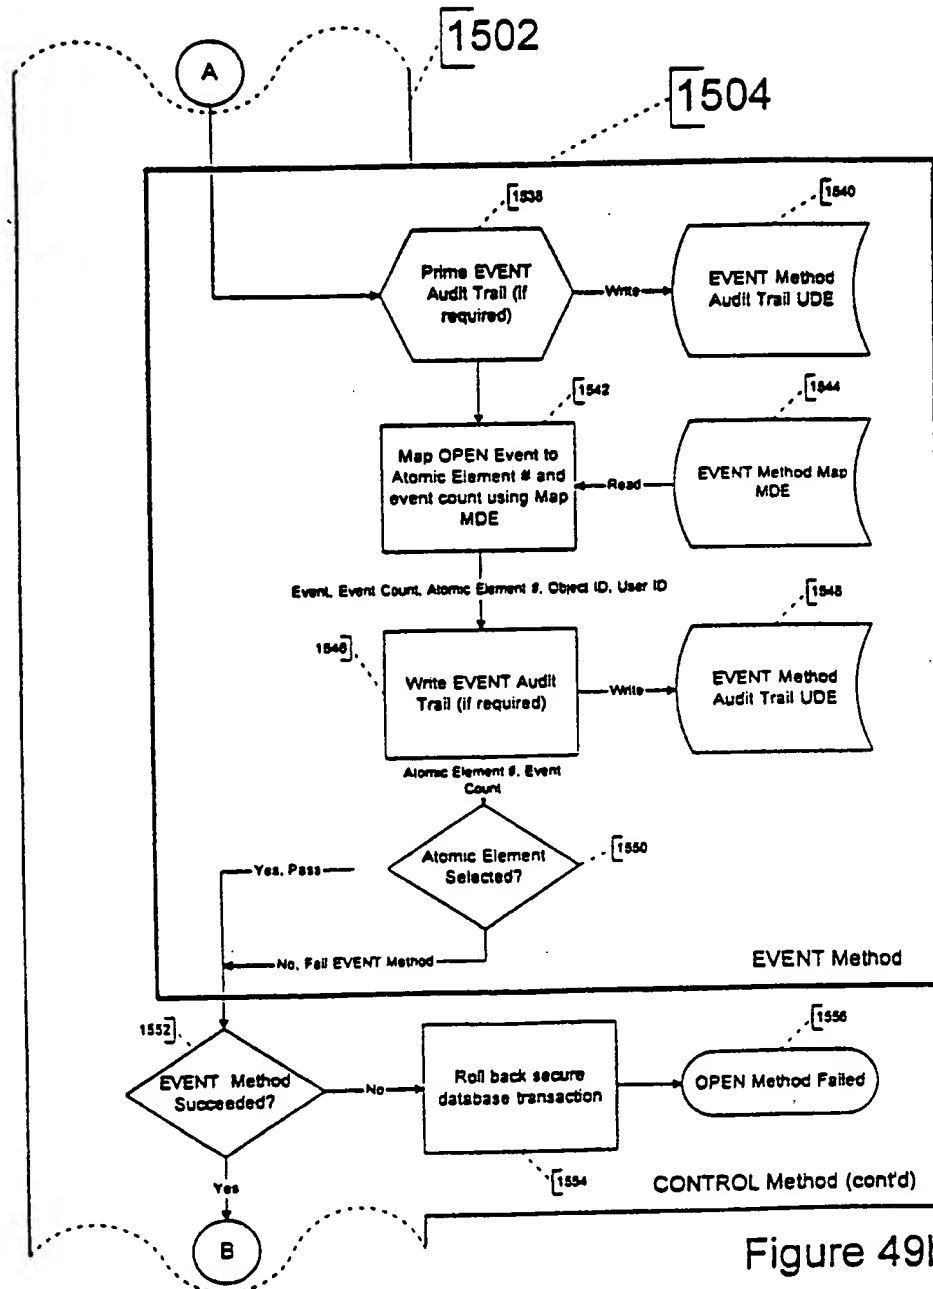 1502
A
1504
1538
1540
Prime EVENT
Audit Trail (if
required)
Write
EVENT Method
Audit Trail UDE
1542
1544
Map OPEN Event to
Atomic Element # and
event count using Map
MDE
Read
EVENT Method Map
MDE
Event, Event Count, Atomic Element #, Object ID, User ID
1546
1548
Write EVENT Audit
Trail (if required)
Write
EVENT Method
Audit Trail UDE
Atomic Element #, Event
Count
1550
Atomic Element
Selected?
Yes, Pass
No, Fail EVENT Method
EVENT Method
1552
1556
EVENT Method
Succeeded?
No
Roll back secure
database transaction
OPEN Method Failed
1554
Yes
CONTROL Method (cont'd)
B
Figure 49b